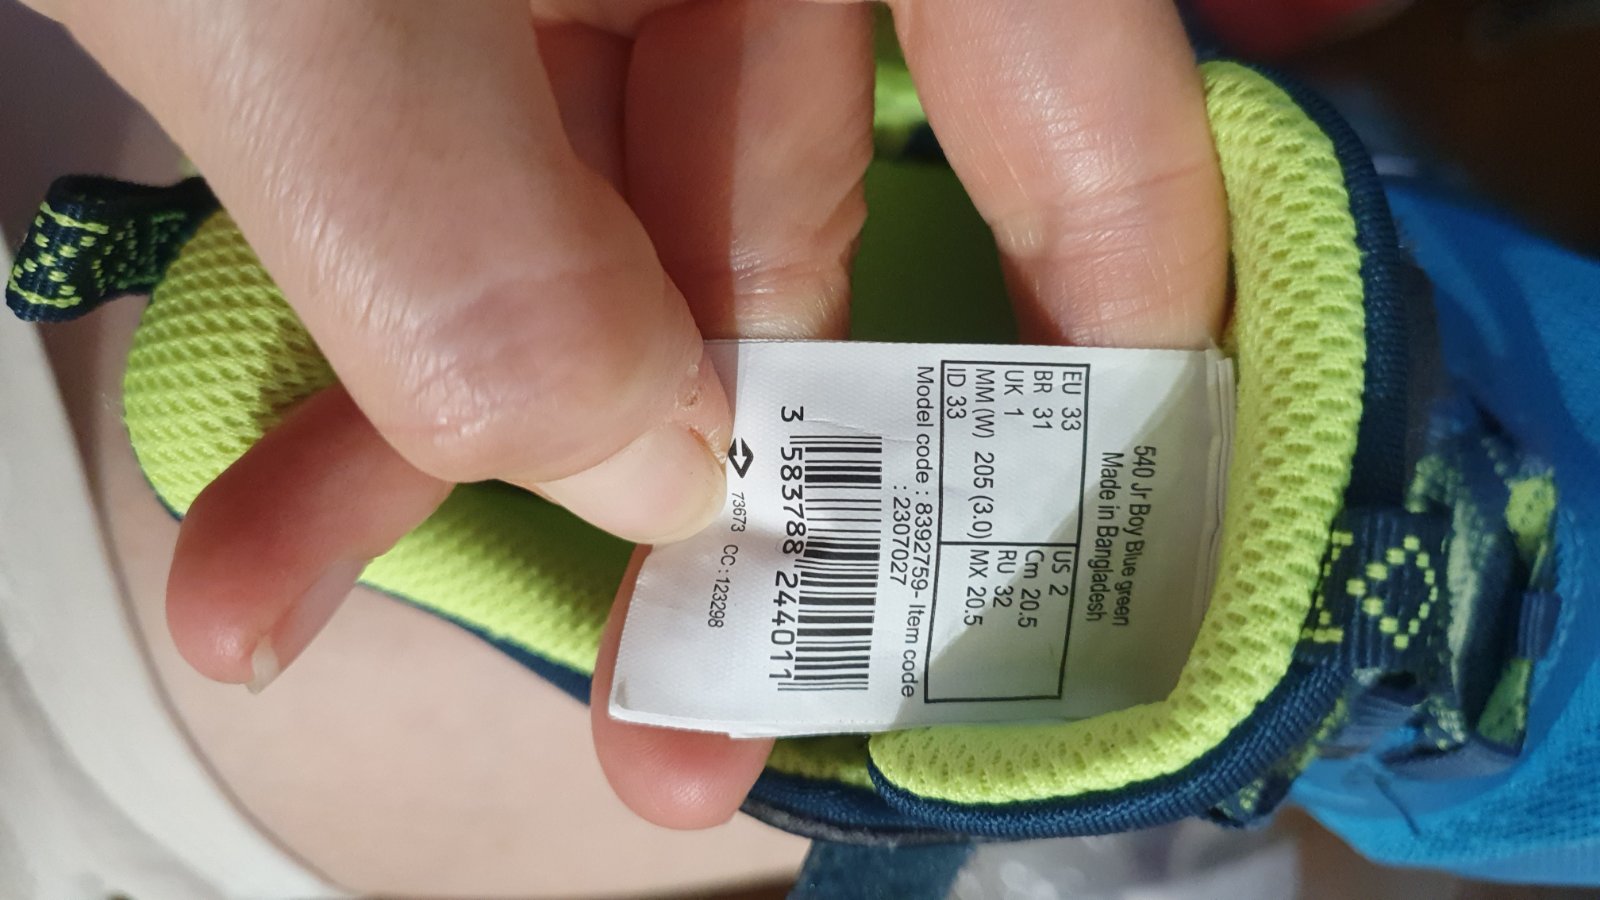 540 Jr Boy Blue green
Made in Bangladesh
EU 33
BR 31
UK 1
MM (W) 205 (3.0)
ID 33
US 2
Cm 20.5
RU 32
MX 20.5
Model code : 8392759- Item code
: 2307027
3 583788 244011
73673 CC : 123298